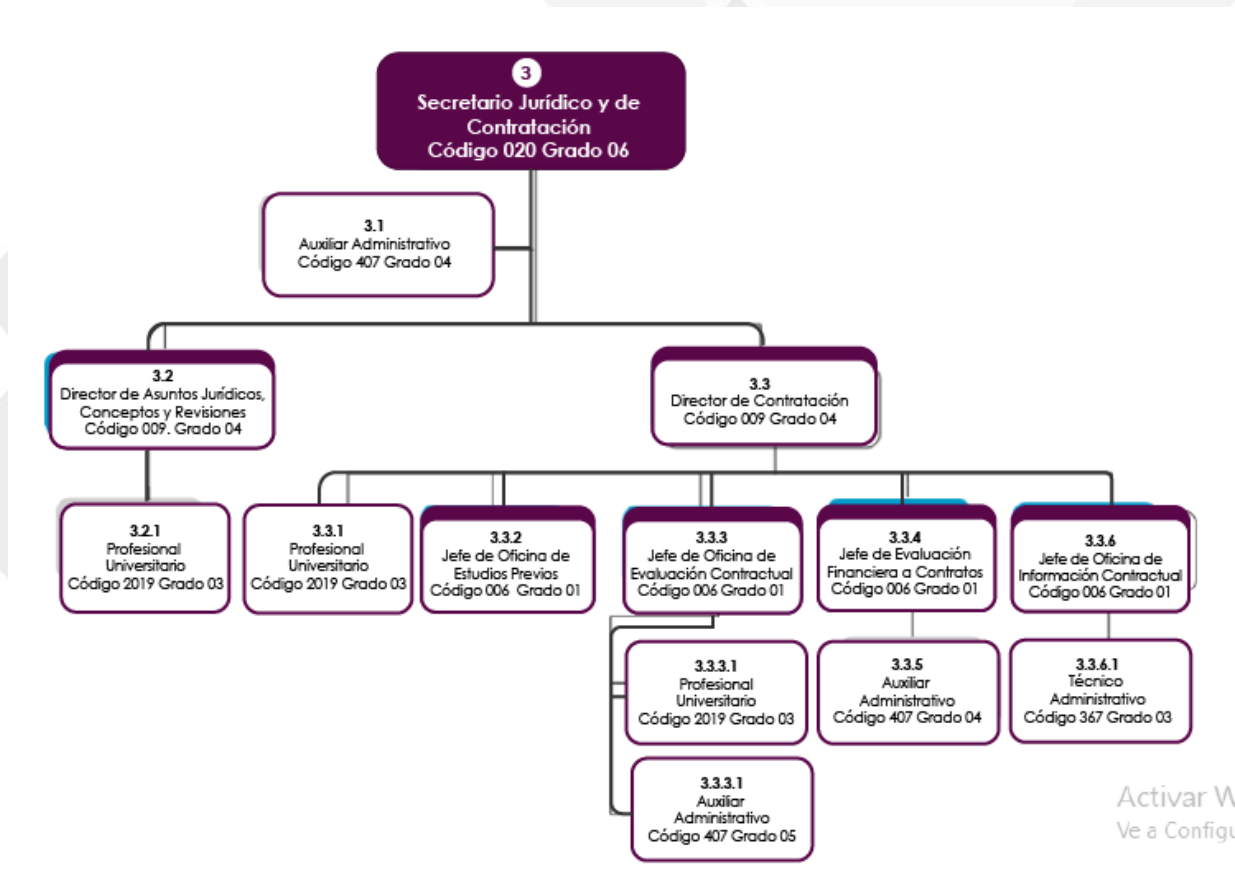 3
Secretario Jurídico y de
Contratación
Código 020 Grado 06
3.1
Auxiliar Administrativo
Código 407 Grado 04
3.2
Director de Asuntos Jurídicos,
Conceptos y Revisiones
Código 009. Grado 04
3.3
Director de Contratación
Código 009 Grado 04
3.2.1
Profesional
Universitario
Código 2019 Grado 03
3.3.1
Profesional
Universitario
Código 2019 Grado 03
3.3.2
Jefe de Oficina de
Estudios Previos
Código 006 Grado 01
3.3.3
Jefe de Oficina de
Evaluación Contractual
Código 006 Grado 01
3.3.4
Jefe de Evaluación
Financiera a Contratos
Código 006 Grado 01
3.3.6
Jefe de Oficina de
Información Contractual
Código 006 Grado 01
3.3.3.1
Profesional
Universitario
Código 2019 Grado 03
3.3.5
Auxiliar
Administrativo
Código 407 Grado 04
3.3.6.1
Técnico
Administrativo
Código 367 Grado 03
3.3.3.1
Auxiliar
Administrativo
Código 407 Grado 05
Activar W
Ve a Configu